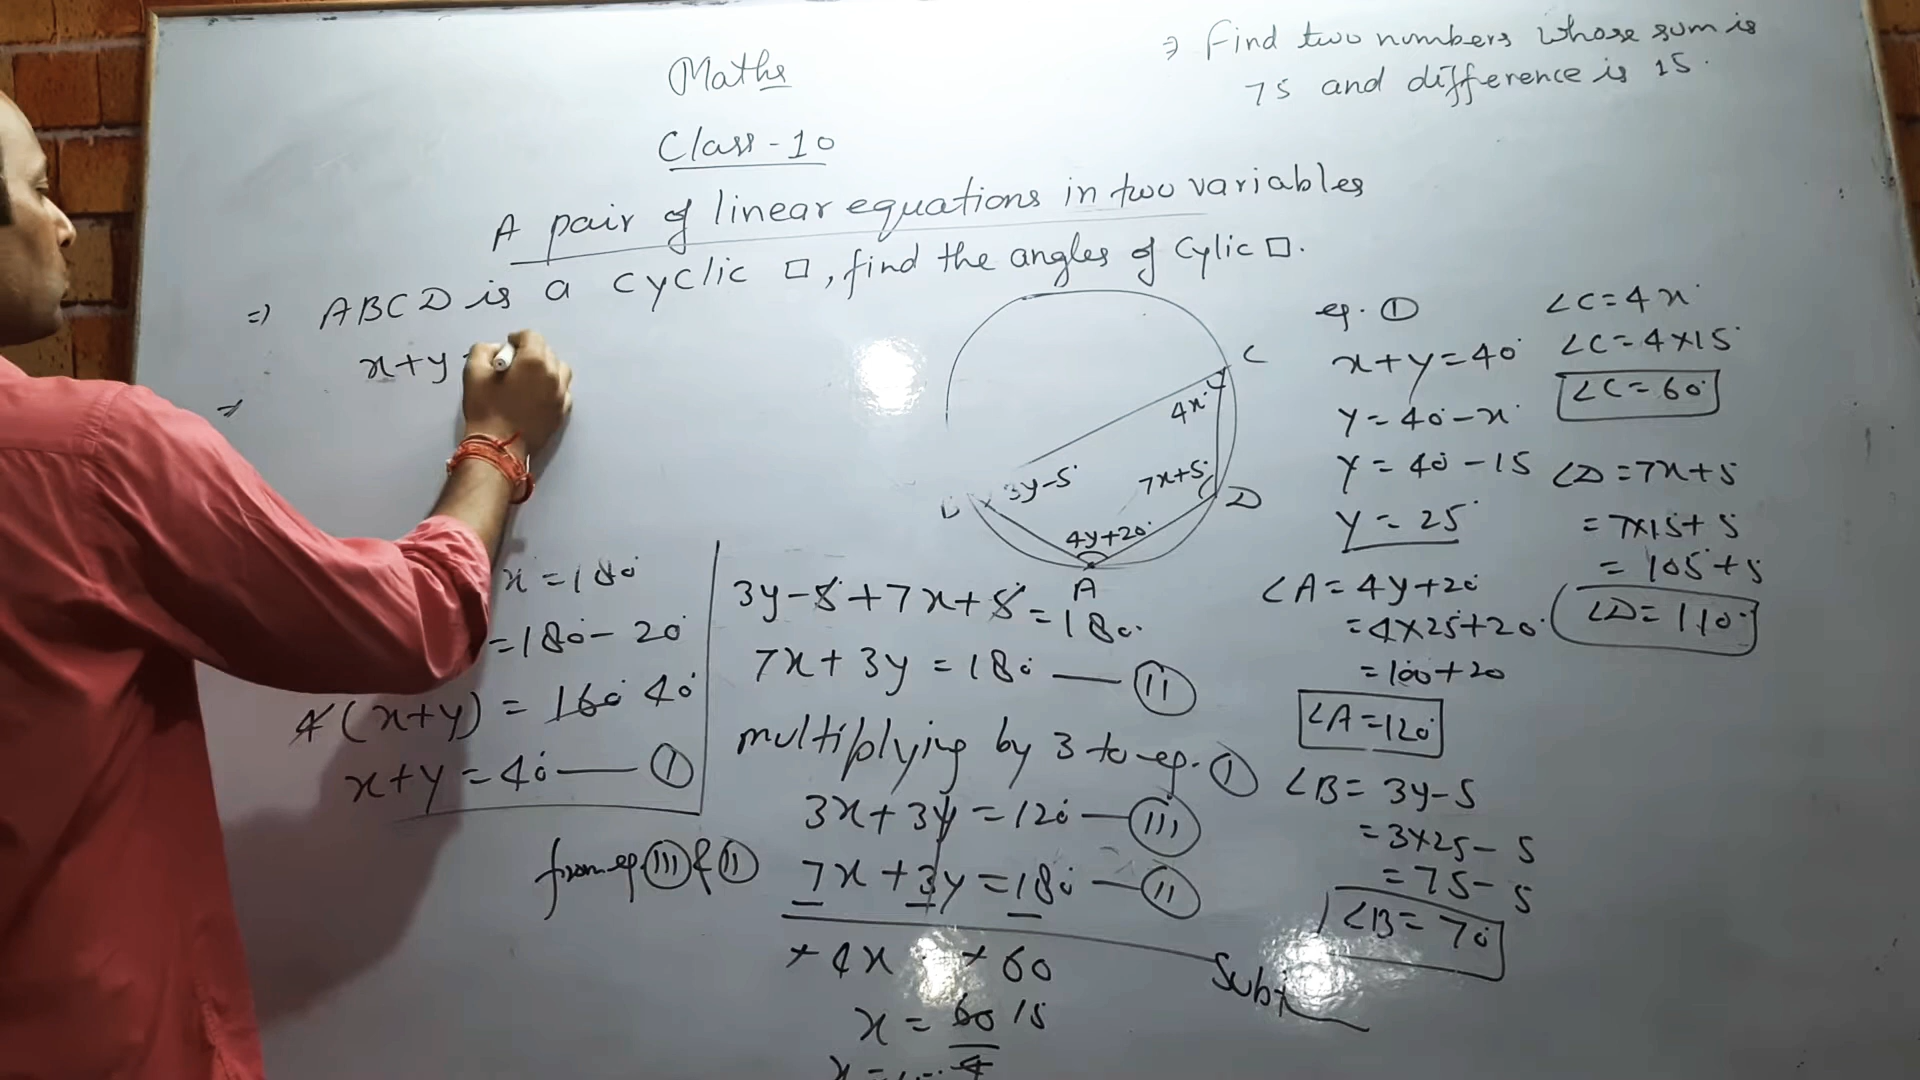 Maths
Class-10
A pair of linear equations in two variables
⇒ Find two numbers whose sum is
75 and difference is 15.
⇒ ABCD is a cyclic □, find the angles of Cylic □.
x+y
C
4x°
3y-5°
7x+5°
D
4y+20°
A
x=180°
=180°-20°
4(x+y) = 160° 40°
x+y=40° — (I)
3y-5+7x+5=180°
7x+3y=180° — (II)
multiplying by 3 to eq. (I)
3x+3y=120° — (III)
from eq (III) & (II)
7x+3y=180° — (II)
+4x +60
Subt
x = 60 15
4
eq. (I)
x+y=40°
y=40°-x°
y=40°-15
y=25°
∠A=4y+20°
=4×25+20°
=100+20
∠A=120°
∠B=3y-5
=3×25-5
=75-5
∠B=70°
∠C=4x°
∠C=4×15°
∠C=60°
∠D=7x+5
=7×15+5
=105+5
∠D=110°